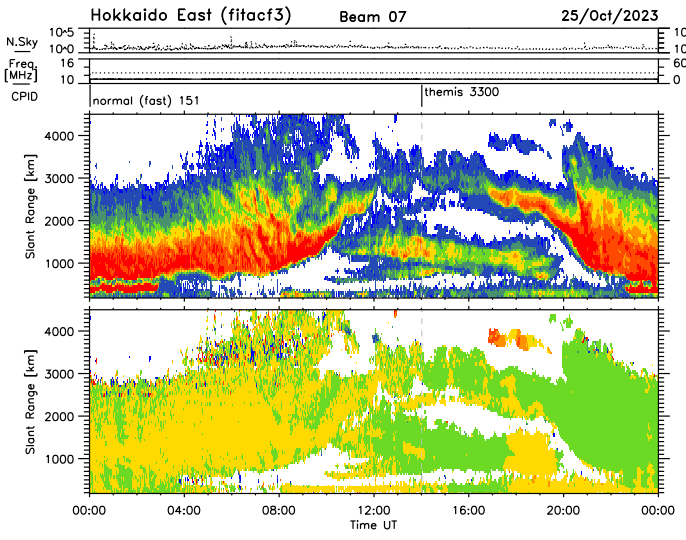 Hokkaido East (fitacf3) Beam 07 25/Oct/2023
N.Sky 10^5 10^0 10 10
Freq. [MHz] 16 10 60 0
CPID normal (fast) 151 themis 3300
Slant Range [km] 4000 3000 2000 1000
Slant Range [km] 4000 3000 2000 1000
00:00 04:00 08:00 12:00 16:00 20:00 00:00
Time UT